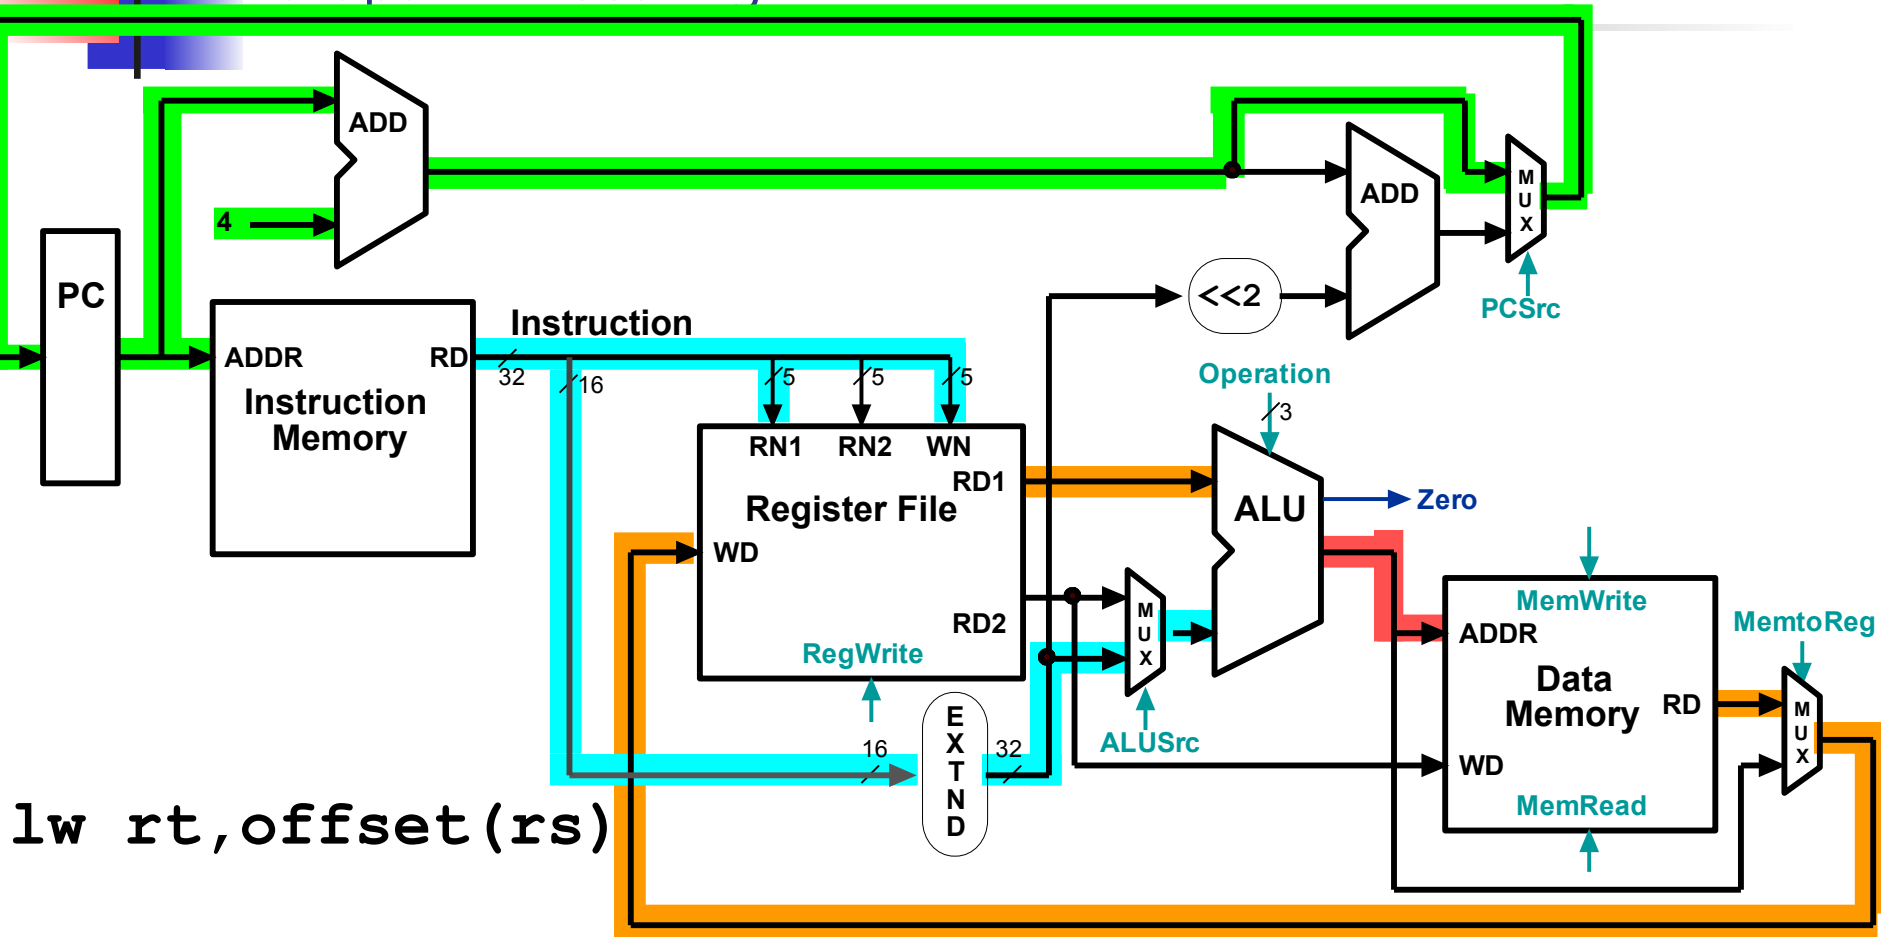 ADD
4
PC
ADD
M
U
X
<<2
PCSrc
Instruction
ADDR
RD
32
16
5
5
5
Instruction
Memory
Operation
3
RN1
RN2
WN
RD1
Register File
WD
RD2
RegWrite
ALU
Zero
M
U
X
ALUSrc
MemWrite
ADDR
Data
Memory
RD
WD
MemRead
MemtoReg
M
U
X
16
E
X
T
N
D
32
lw rt,offset(rs)